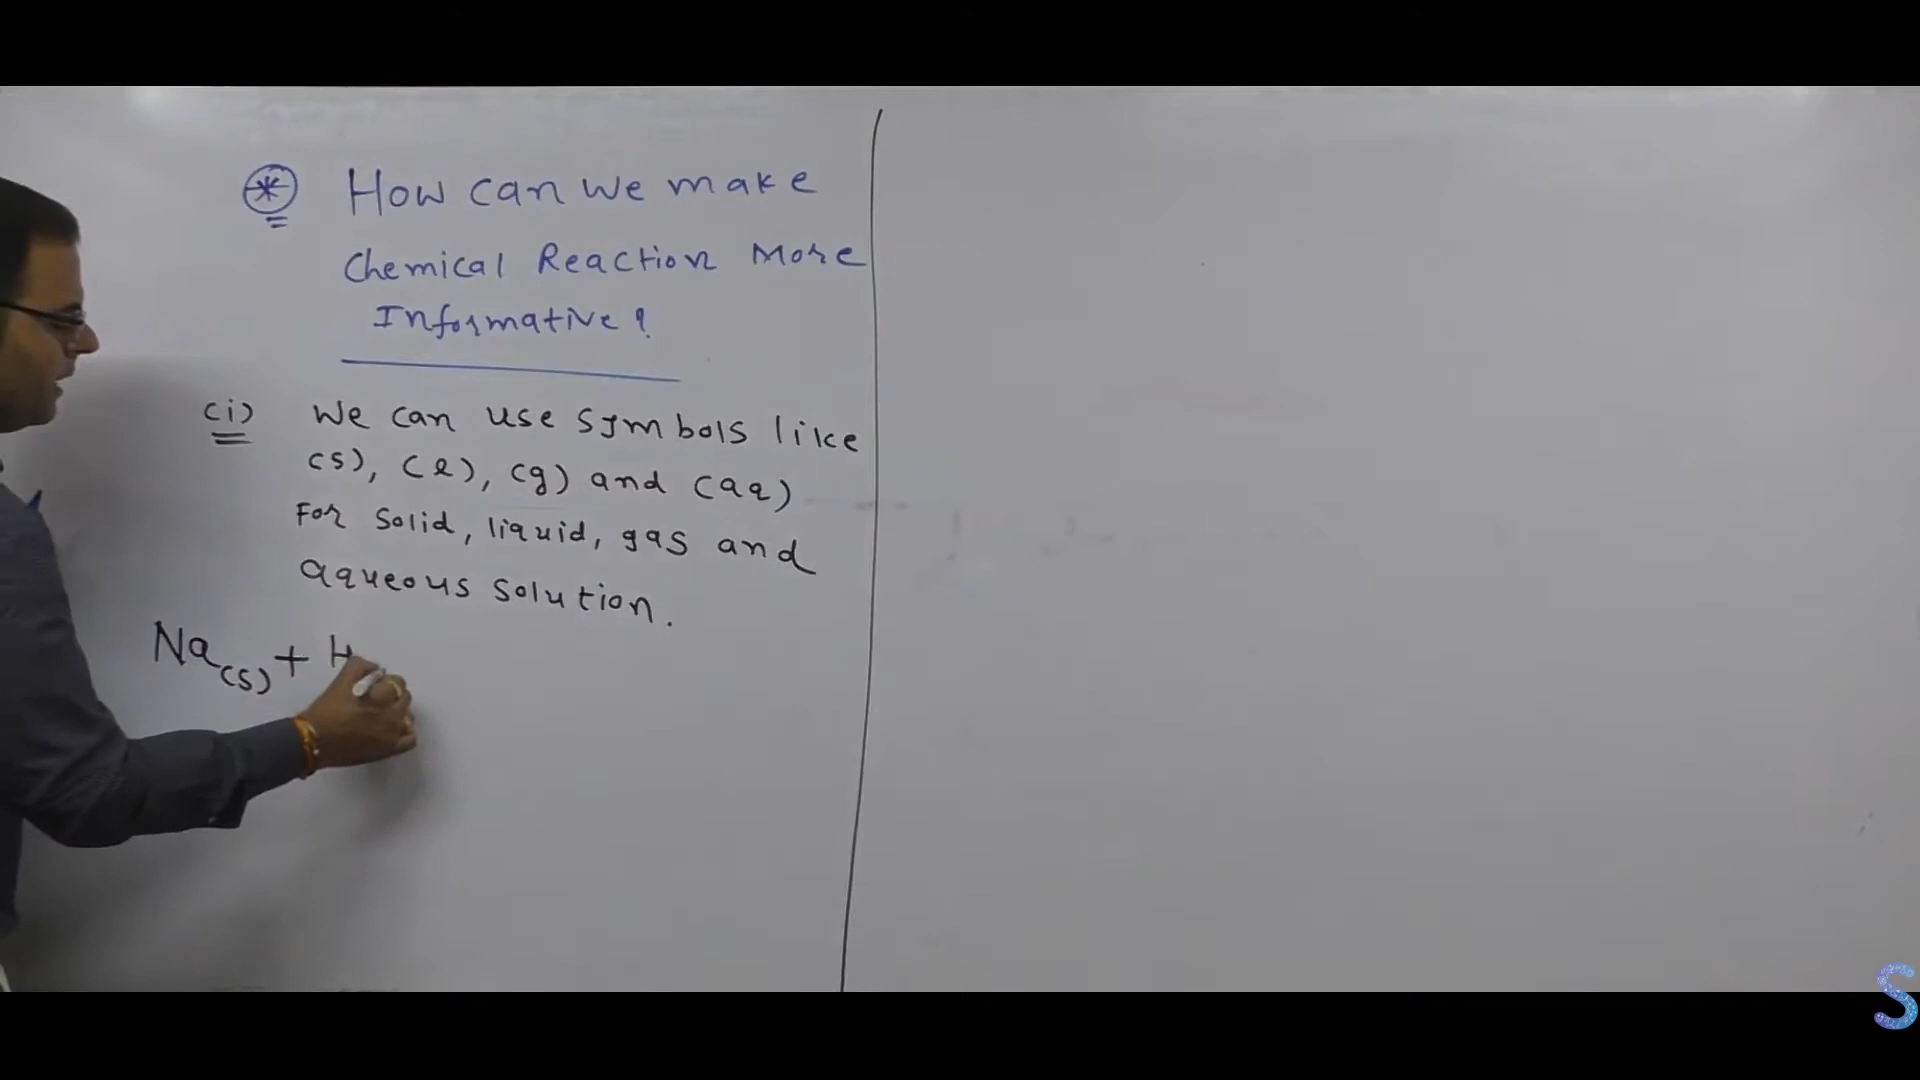 How can we make
Chemical Reaction More
Informative?
(i) We can use symbols like
(s), (l), (g) and (aq)
For solid, liquid, gas and
aqueous solution.
Na(s) + H
S